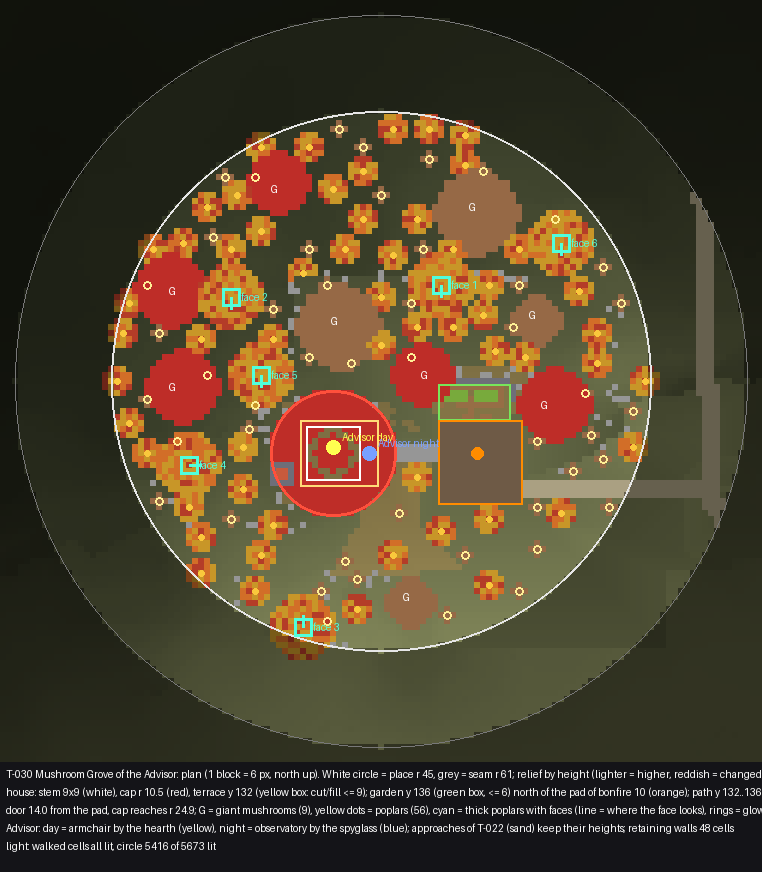 G
G
face 6
G
face 1
face 2
G
G
G
G
face 5
G
G
Advisor day
Advisor night
face 4
G
face 3
T-030 Mushroom Grove of the Advisor: plan (1 block = 6 px, north up). White circle = place r 45, grey = seam r 61; relief by height (lighter = higher, reddish = changed
house: stem 9x9 (white), cap r 10.5 (red), terrace y 132 (yellow box cut/fill <= 9); garden y 136 (green box, <= 6) north of the pad of bonfire 10 (orange); path y 132..136
door 14.0 from the pad, cap reaches r 24.9; G = giant mushrooms (9), yellow dots = poplars (56), cyan = thick poplars with faces (line = where the face looks), rings = glow
Advisor: day = armchair by the hearth (yellow), night = observatory by the spyglass (blue); approaches of T-022 (sand) keep their heights; retaining walls 48 cells
light: walked cells all lit, circle 5416 of 5673 lit